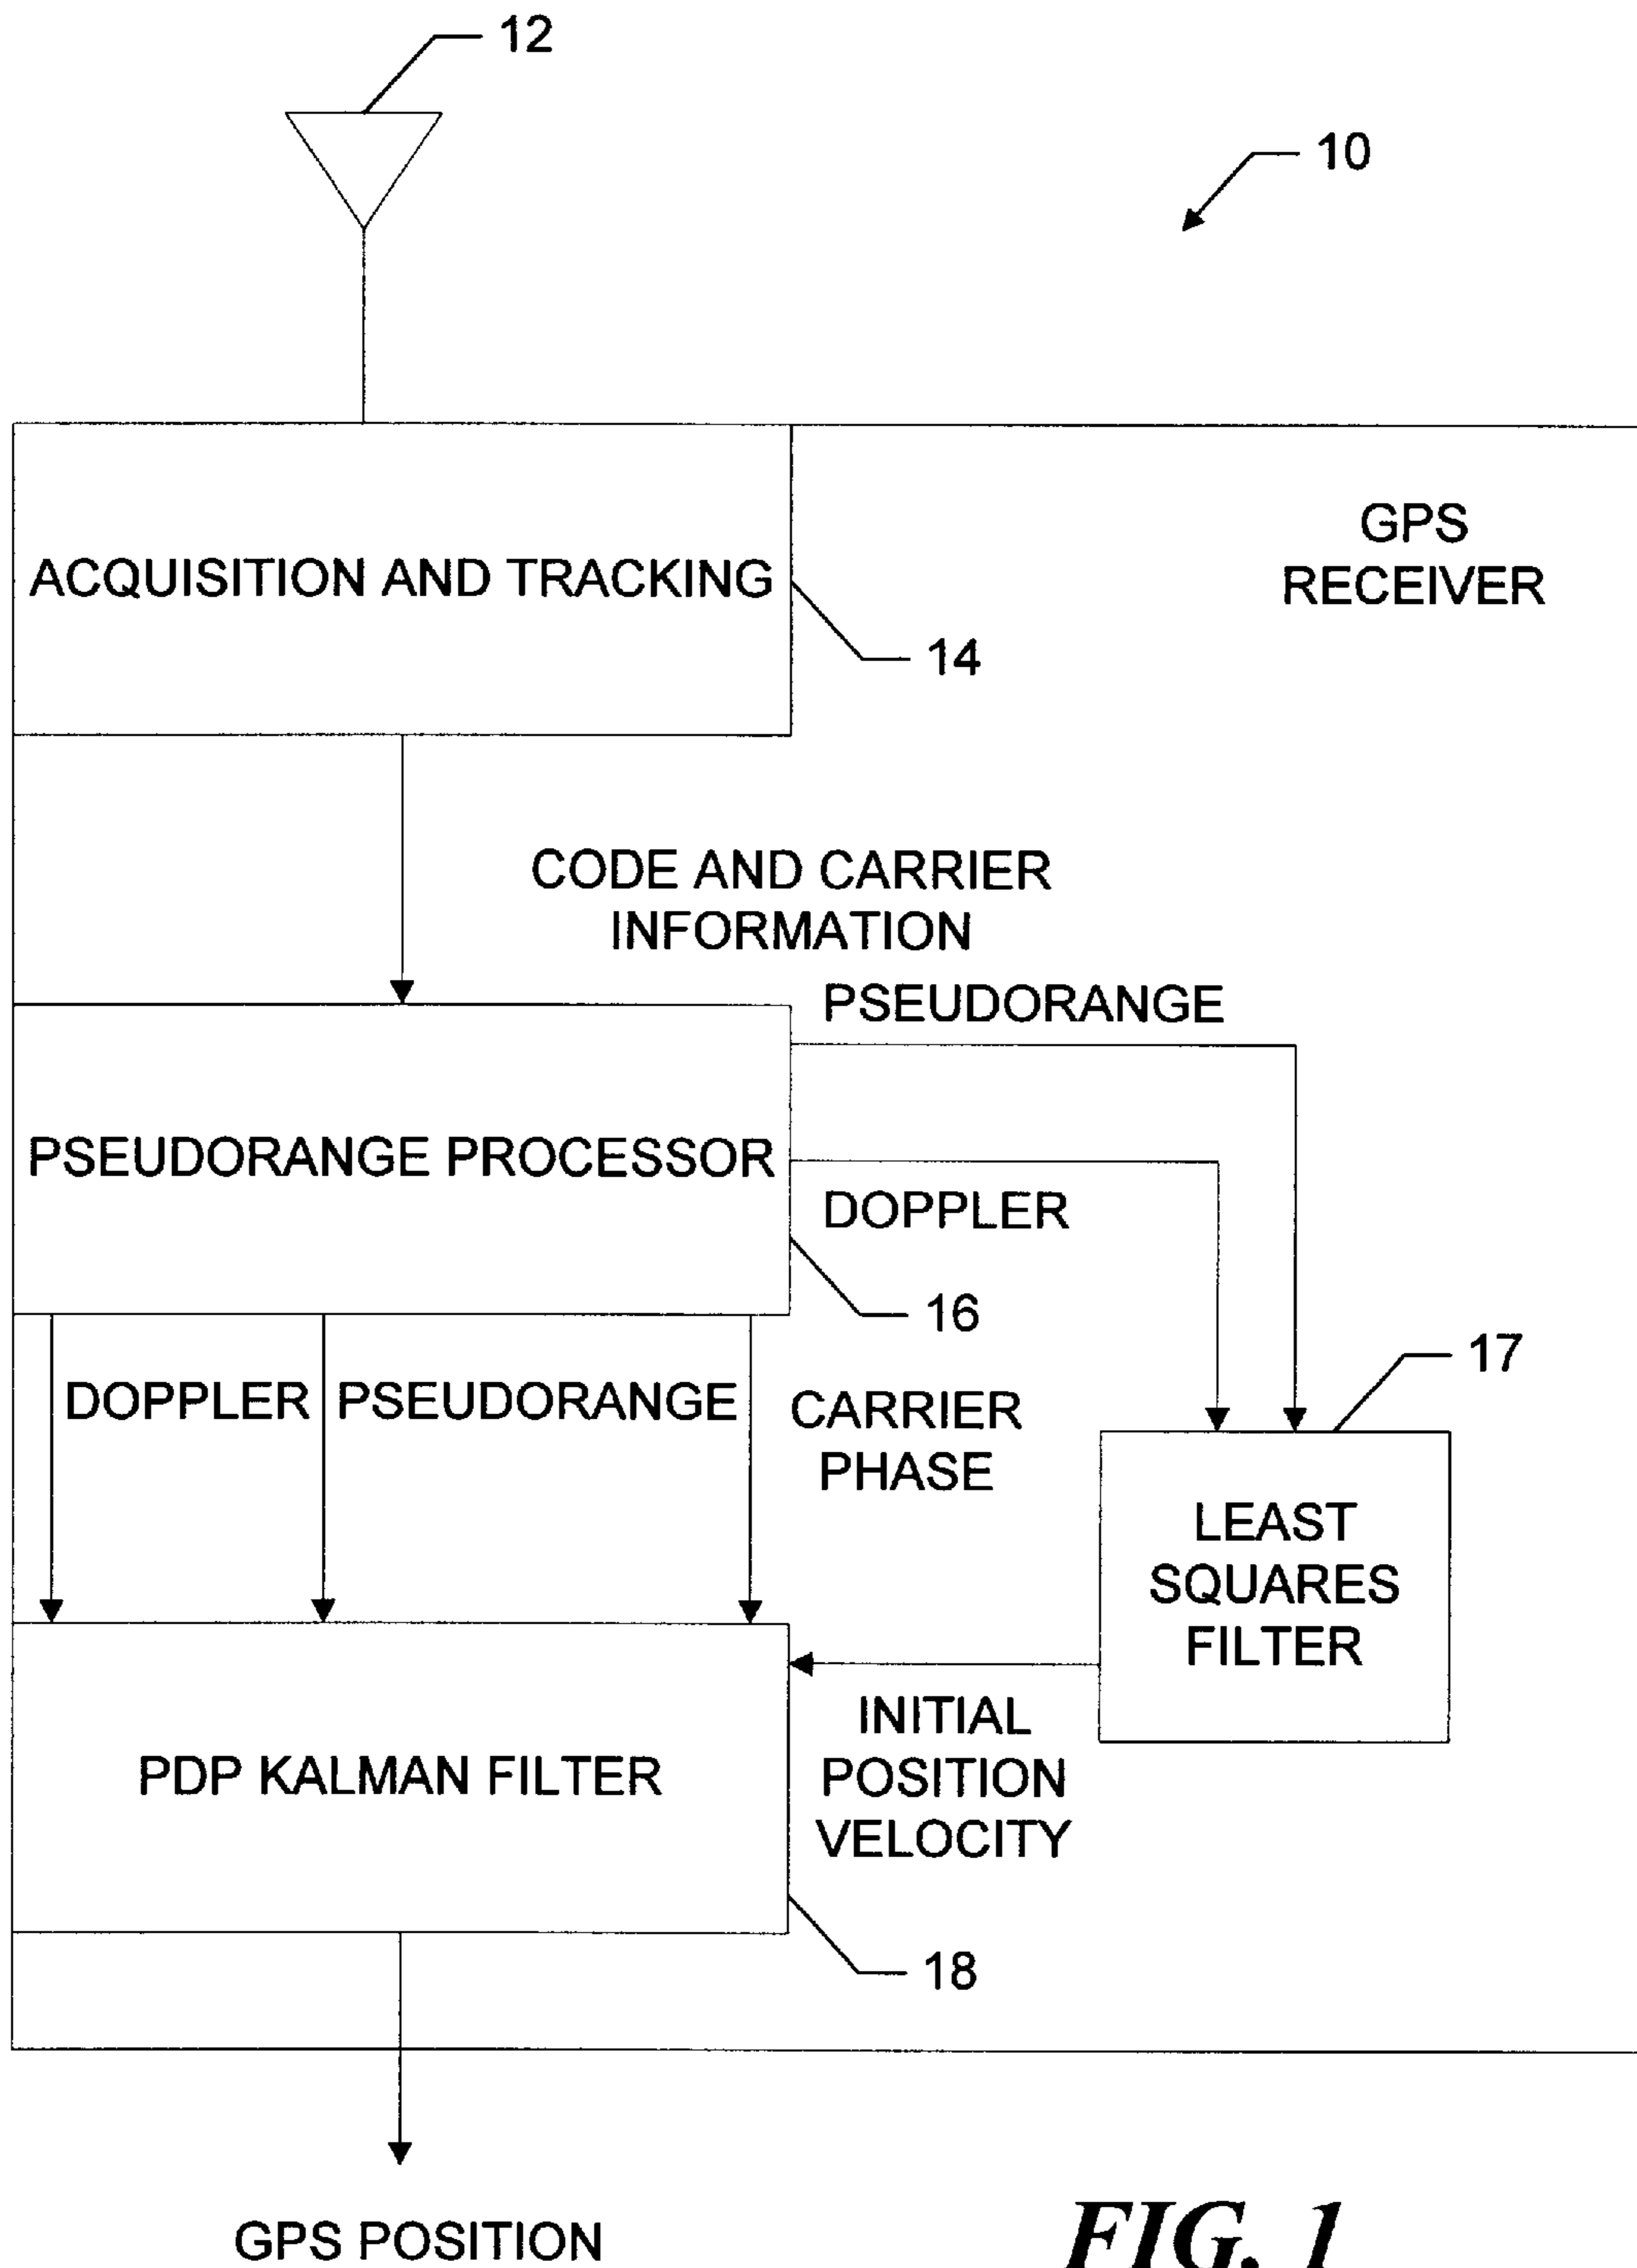 12
10
GPS
RECEIVER
ACQUISITION AND TRACKING
14
CODE AND CARRIER
INFORMATION
PSEUDORANGE
PSEUDORANGE PROCESSOR
DOPPLER
16
17
DOPPLER
PSEUDORANGE
CARRIER
PHASE
LEAST
SQUARES
FILTER
INITIAL
POSITION
VELOCITY
PDP KALMAN FILTER
18
GPS POSITION
FIG. 1